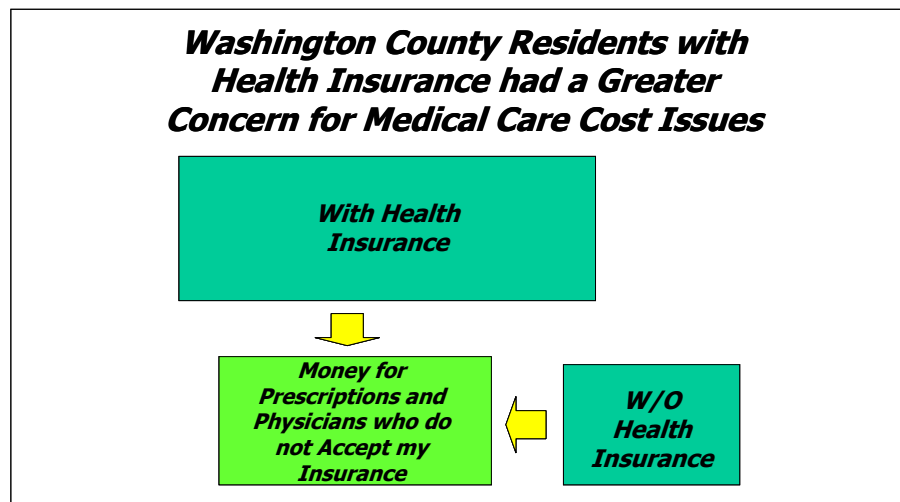 Washington County Residents with
Health Insurance had a Greater
Concern for Medical Care Cost Issues
With Health
Insurance
Money for
Prescriptions and
Physicians who do
not Accept my
Insurance
W/O
Health
Insurance